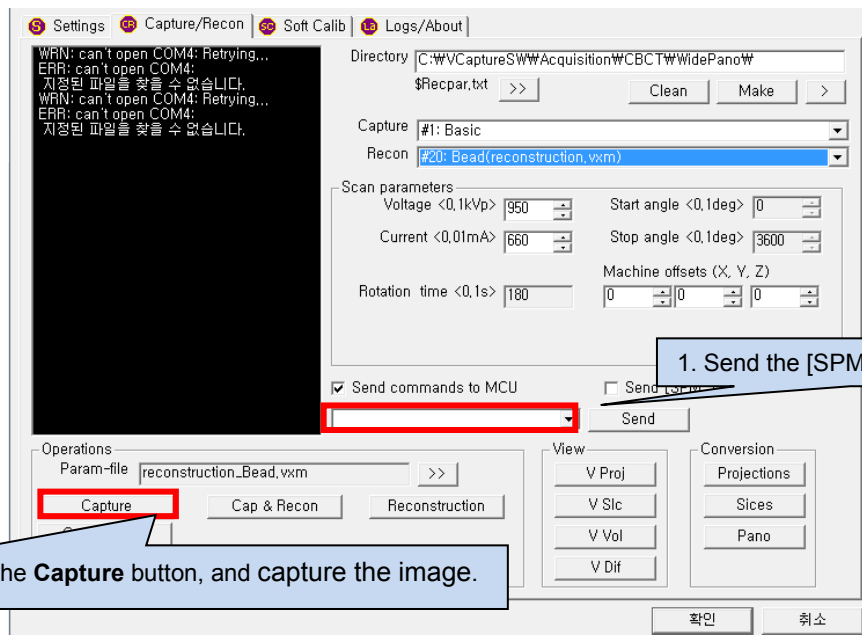 Settings Capture/Recon Soft Calib Logs/About
WRN: can't open COM4: Retrying...
ERR: can't open COM4:
지정된 파일을 찾을 수 없습니다.
WRN: can't open COM4: Retrying...
ERR: can't open COM4:
지정된 파일을 찾을 수 없습니다.
Directory C:₩VCaptureSW₩Acquisition₩CBCT₩WidePano₩
$Recpar.txt >> Clean Make >
Capture #1: Basic
Recon #20: Bead(reconstruction.vxm)
Scan parameters
Voltage <0.1kVp> 950 Start angle <0.1deg> 0
Current <0.01mA> 660 Stop angle <0.1deg> 3600
Machine offsets (X, Y, Z)
Rotation time <0.1s> 180 0 0 0
1. Send the [SPM
Send commands to MCU Send
Send
Operations
Param-file reconstruction_Bead.vxm >>
Capture Cap & Recon Reconstruction
he Capture button, and capture the image.
View
V Proj
V Slc
V Vol
V Dif
Conversion
Projections
Sices
Pano
확인 취소